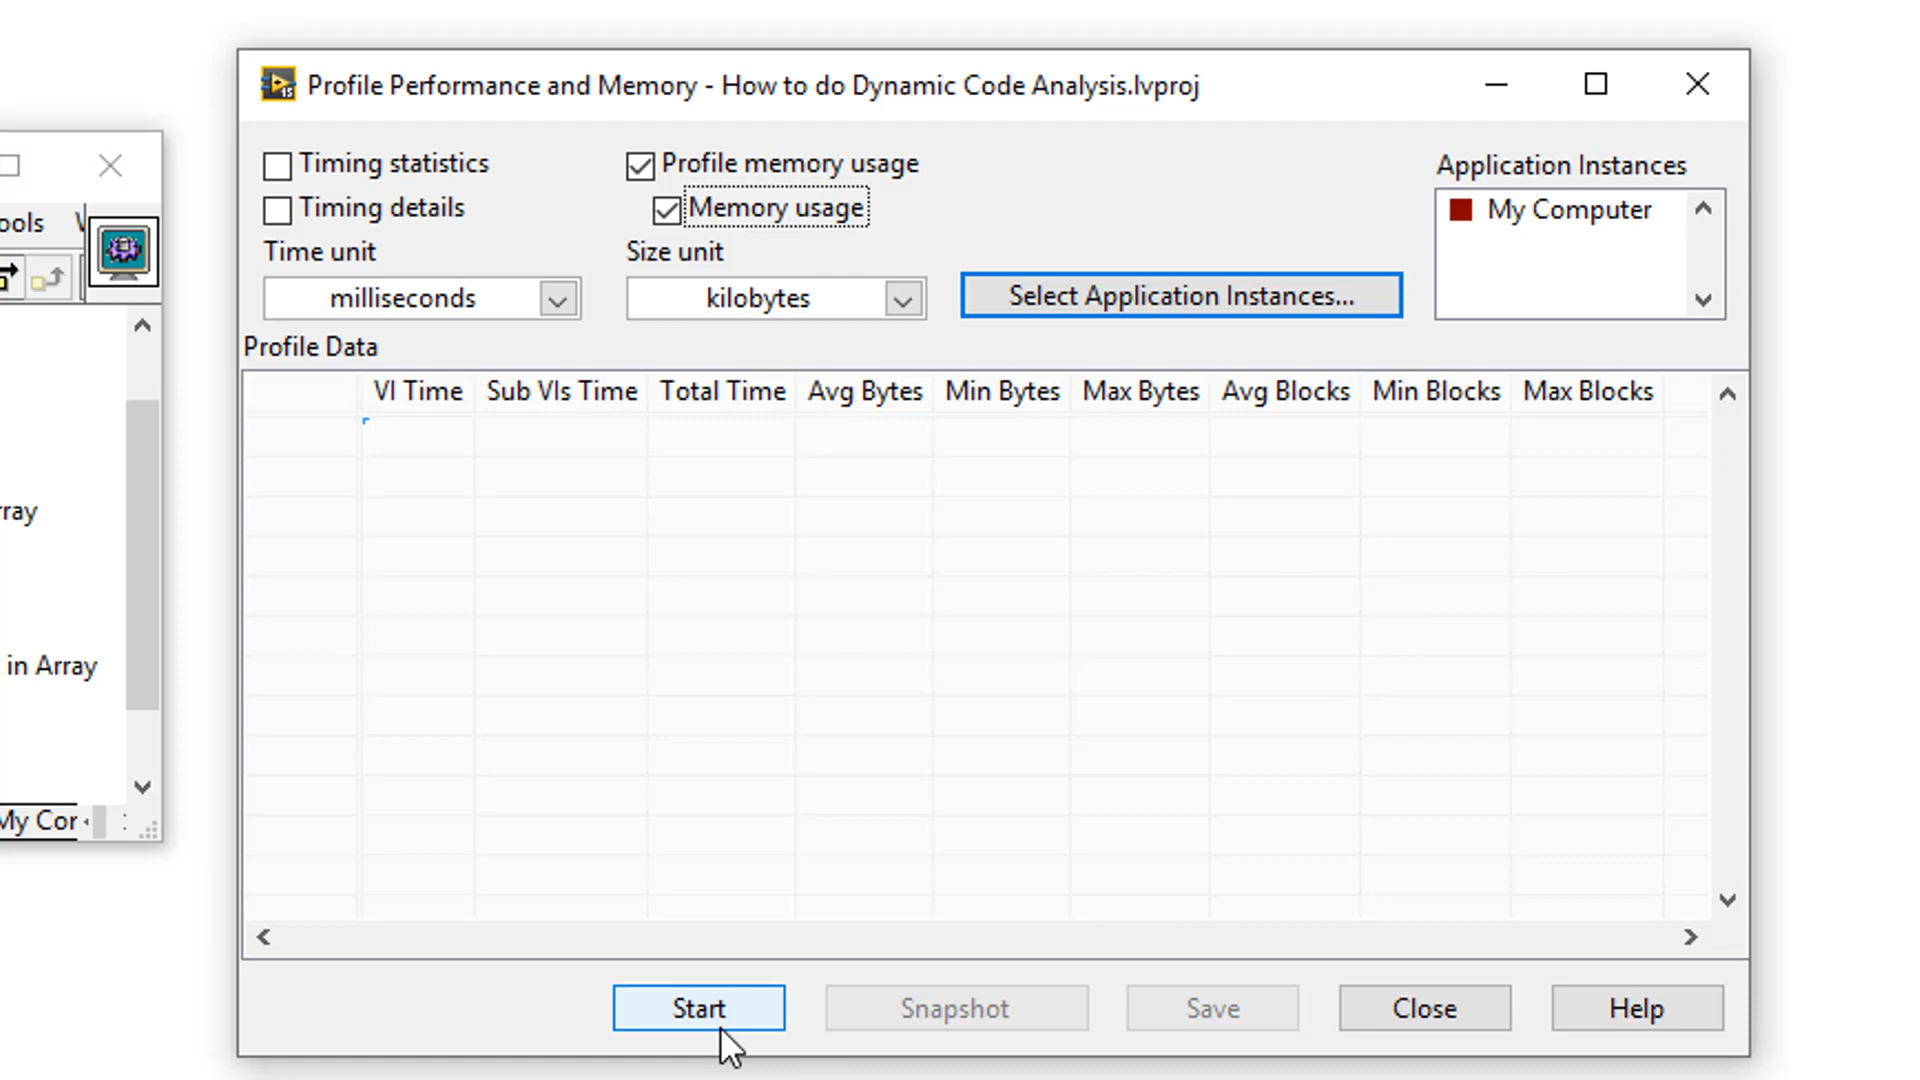 Profile Performance and Memory - How to do Dynamic Code Analysis.lvproj
Timing statistics
Profile memory usage
Application Instances
Timing details
Memory usage
My Computer
Time unit
Size unit
milliseconds
kilobytes
Select Application Instances...
Profile Data
VI Time Sub VIs Time Total Time Avg Bytes Min Bytes Max Bytes Avg Blocks Min Blocks Max Blocks
Start Snapshot Save Close Help
ools
rray
in Array
My Cor
15